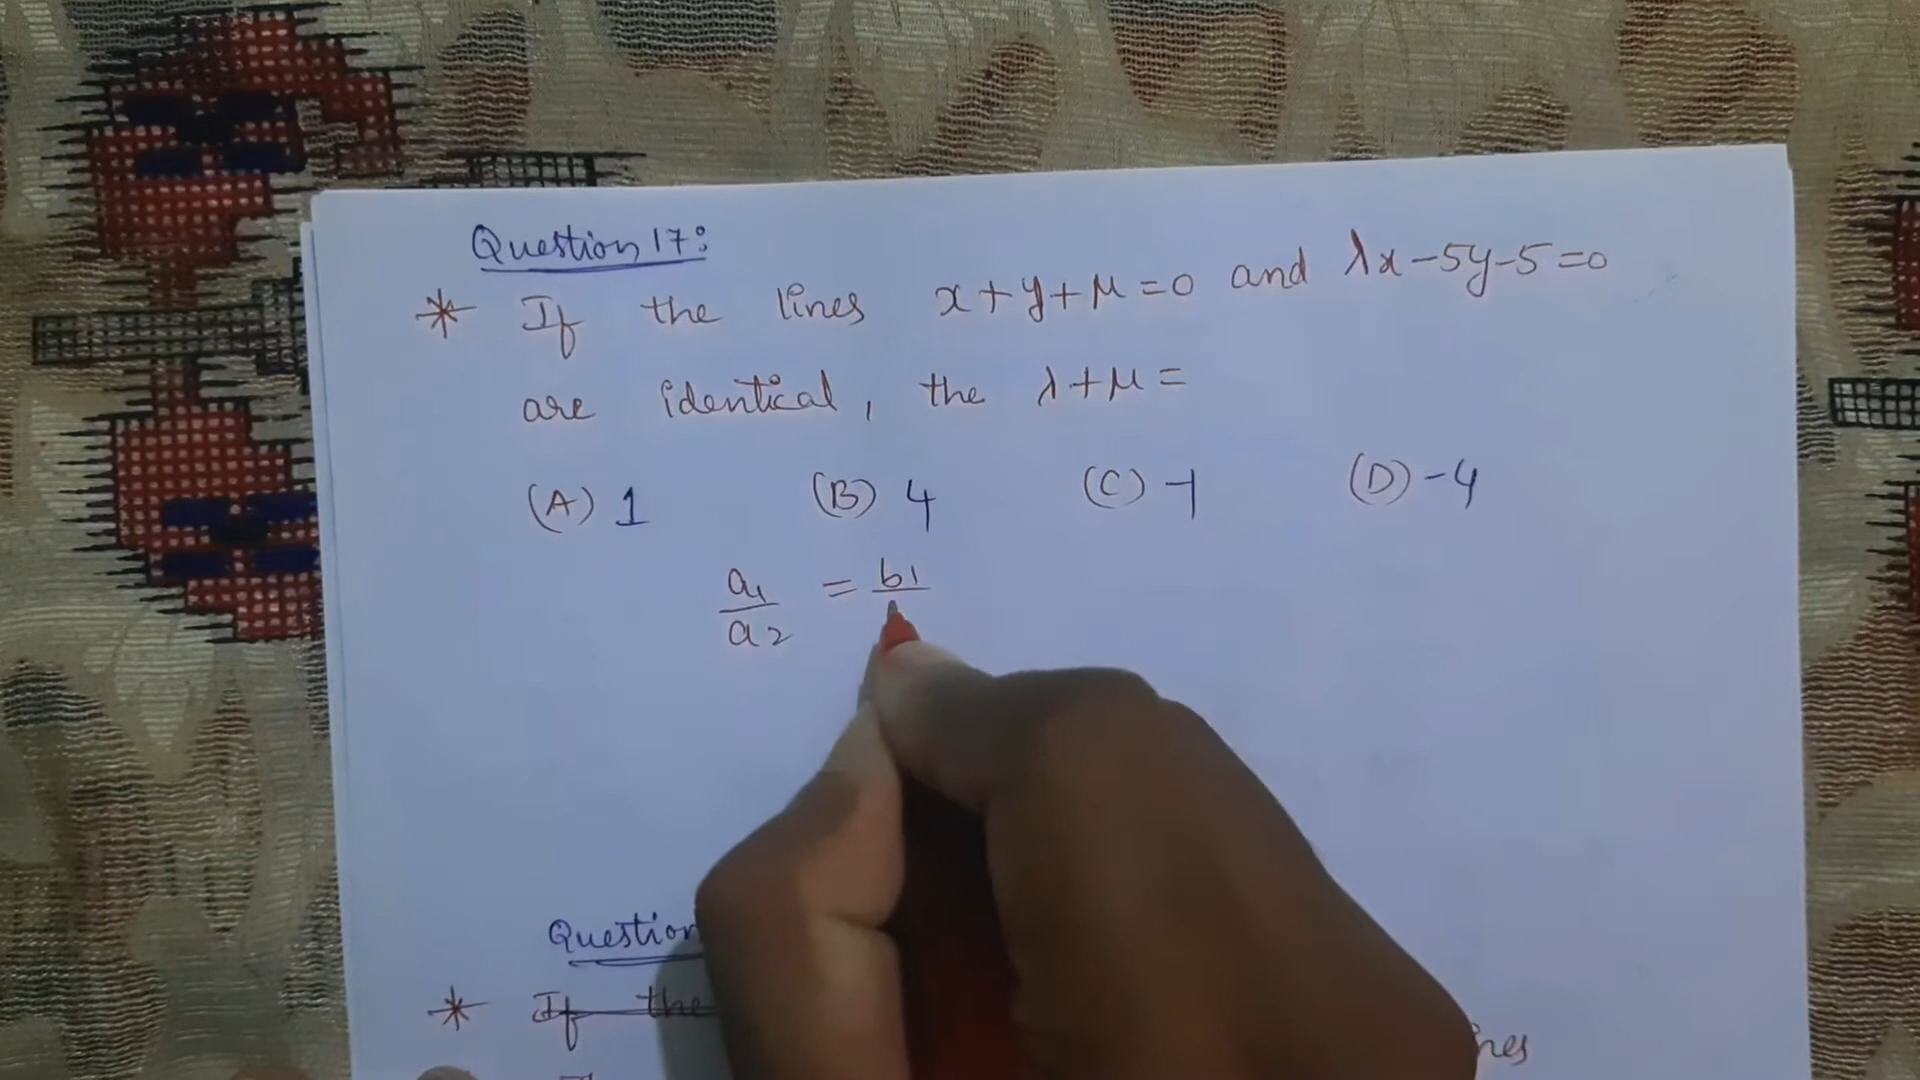 Question 17:
* If the lines x+y+μ=0 and λx-5y-5=0
are identical, the λ+μ=
(A) 1 (B) 4 (C) -1 (D) -4
a₁/a₂ = b₁/
Question
* If the